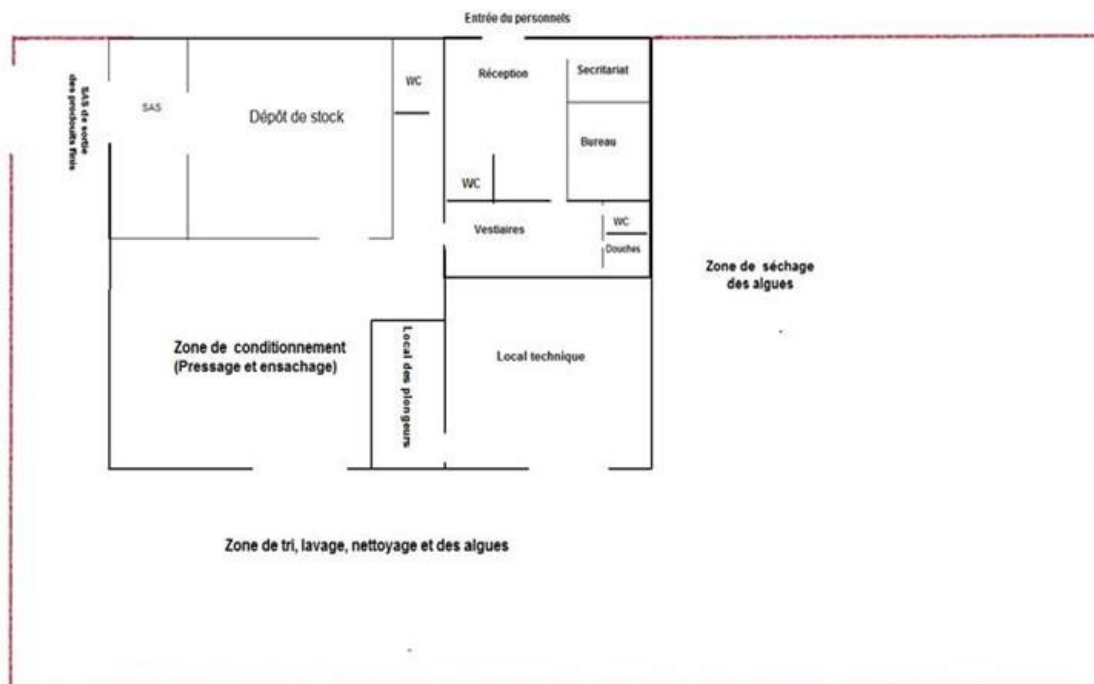 Entrée du personnels
WC
Réception
Secritariat
SAS
Dépôt de stock
SAS de sortie
des prodouits finis
Bureau
WC
Vestiaires
WC
Douches
Zone de séchage
des algues
Zone de conditionnement
(Pressage et ensachage)
Local des plongeurs
Local technique
Zone de tri, lavage, nettoyage et des algues